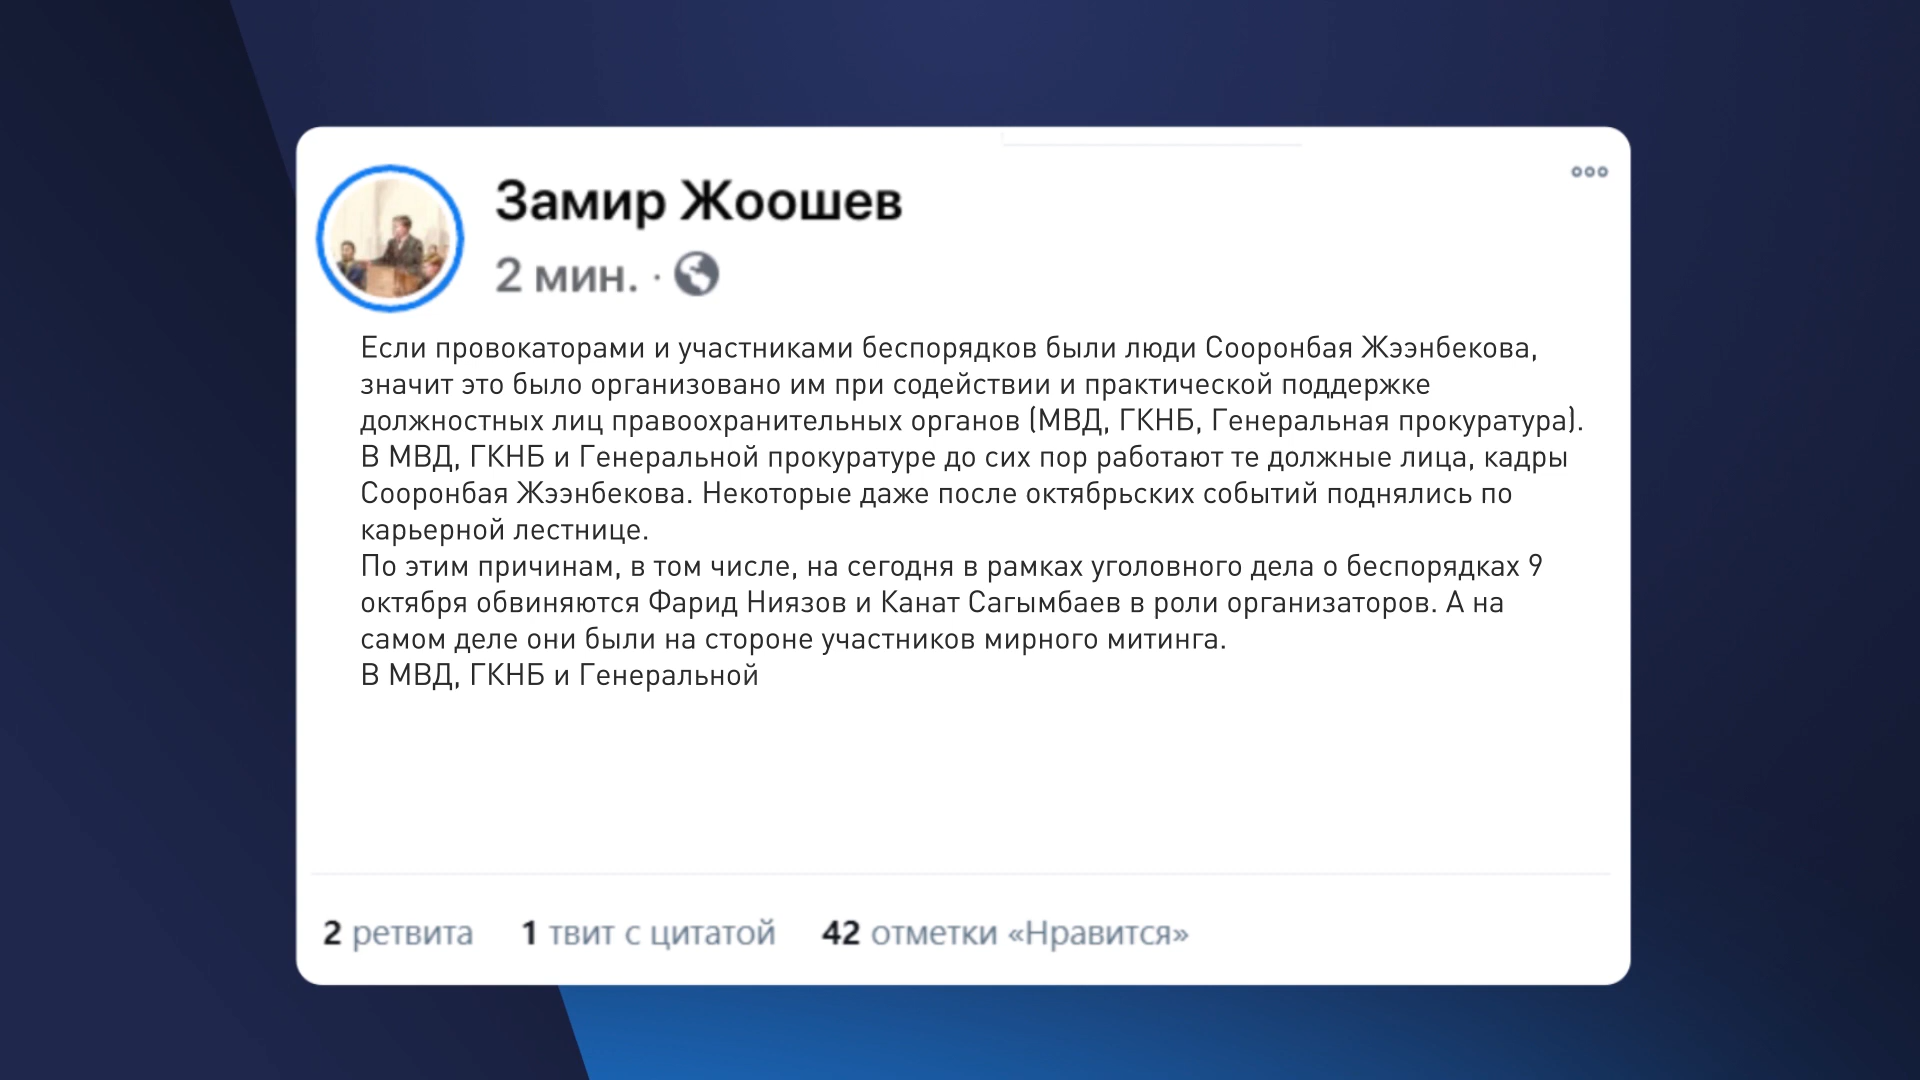 Замир Жоошев
2 мин. ·
Если провокаторами и участниками беспорядков были люди Сооронбая Жээнбекова,
значит это было организовано им при содействии и практической поддержке
должностных лиц правоохранительных органов (МВД, ГКНБ, Генеральная прокуратура).
В МВД, ГКНБ и Генеральной прокуратуре до сих пор работают те должные лица, кадры
Сооронбая Жээнбекова. Некоторые даже после октябрьских событий поднялись по
карьерной лестнице.
По этим причинам, в том числе, на сегодня в рамках уголовного дела о беспорядках 9
октября обвиняются Фарид Ниязов и Канат Сагымбаев в роли организаторов. А на
самом деле они были на стороне участников мирного митинга.
В МВД, ГКНБ и Генеральной
2 ретвита 1 твит с цитатой 42 отметки «Нравится»